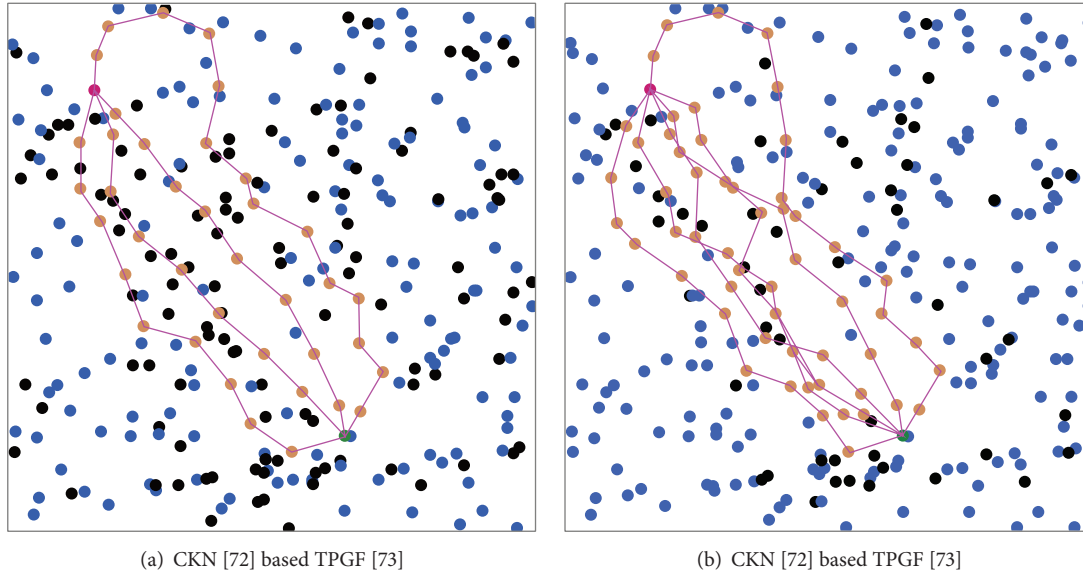 (a) CKN [72] based TPGF [73]
(b) CKN [72] based TPGF [73]